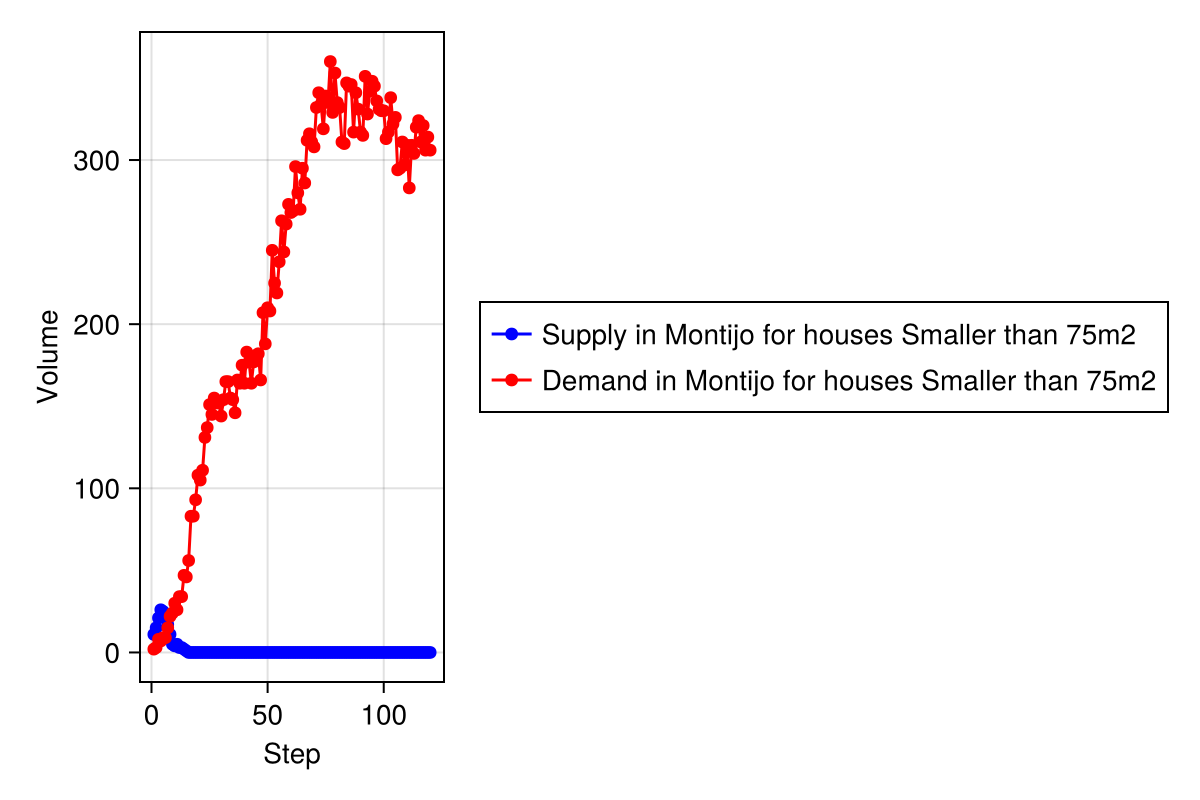 Volume
300
200
100
0
0 50 100
Step
Supply in Montijo for houses Smaller than 75m2
Demand in Montijo for houses Smaller than 75m2